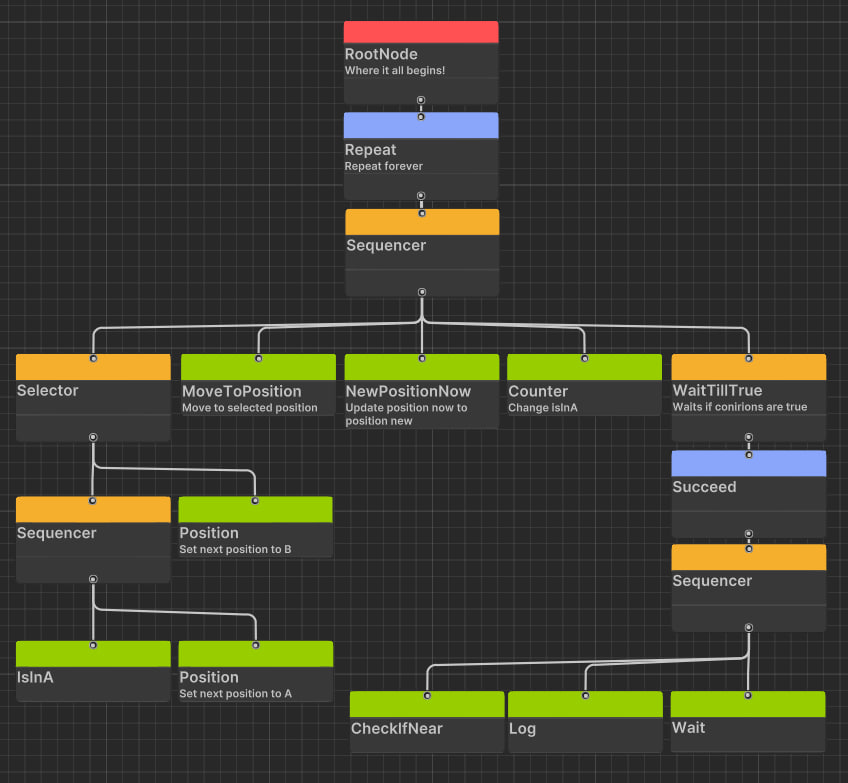 RootNode
Where it all begins!
Repeat
Repeat forever
Sequencer
Selector
MoveToPosition
Move to selected position
NewPositionNow
Update position now to
position new
Counter
Change isInA
WaitTillTrue
Waits if conirions are true
Succeed
Sequencer
Position
Set next position to B
Sequencer
IsInA
Position
Set next position to A
CheckIfNear
Log
Wait